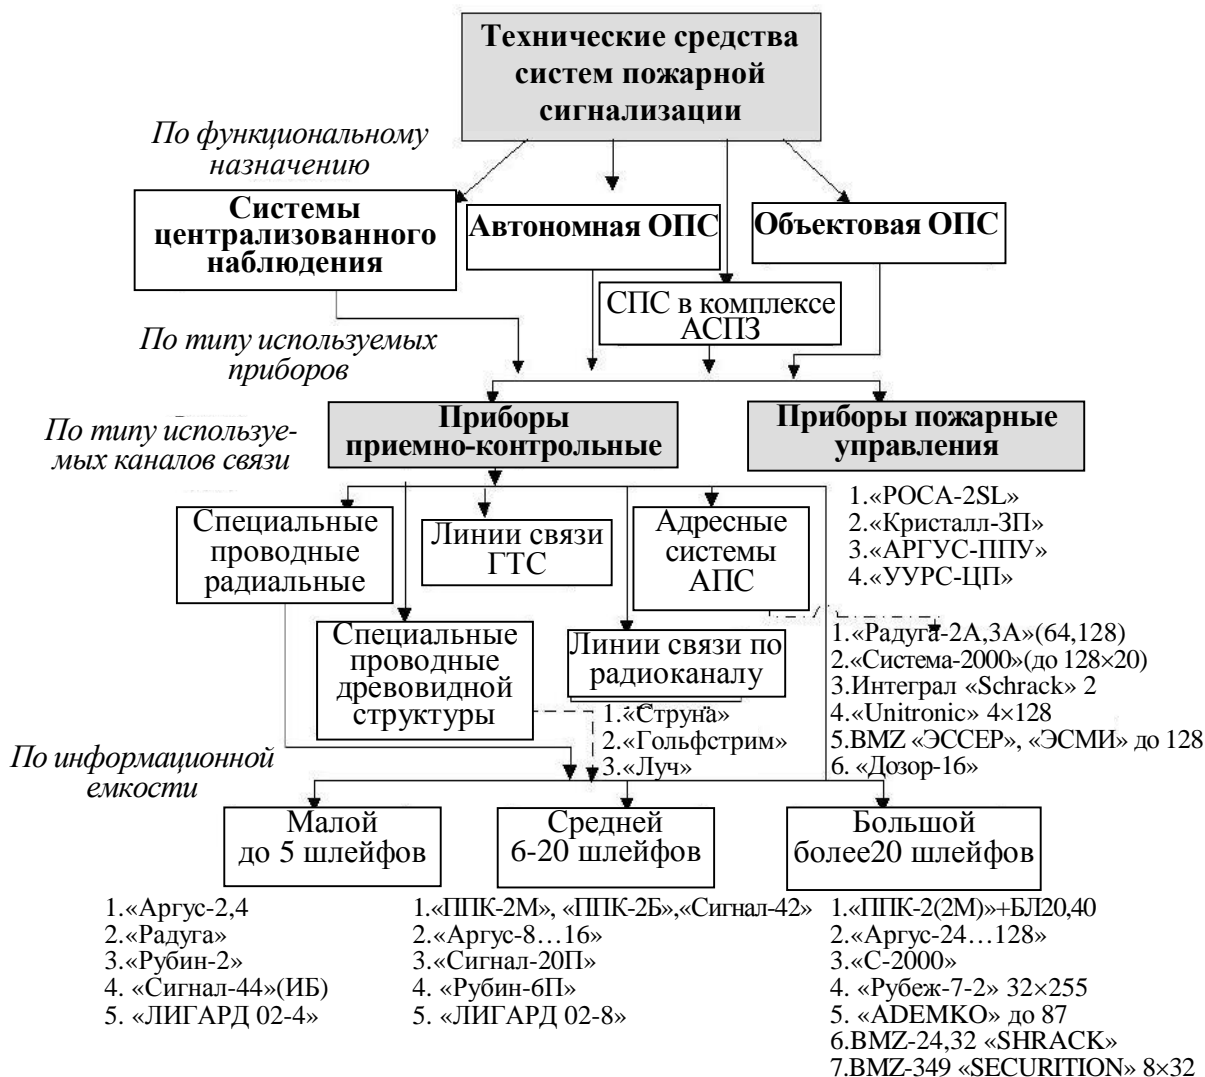 Технические средства
систем пожарной
сигнализации
По функциональному
назначению
Системы
централизованного
наблюдения
Автономная ОПС
Объектовая ОПС
СПС в комплексе
АСПЗ
По типу используемых
приборов
Приборы
приемно-контрольные
Приборы пожарные
управления
По типу используе-
мых каналов связи
1.«РОСА-2SL»
2.«Кристалл-ЗП»
3.«АРГУС-ППУ»
4.«УУРС-ЦП»
Специальные
проводные
радиальные
Линии связи
ГТС
Адресные
системы
АПС
Специальные
проводные
древовидной
структуры
Линии связи по
радиоканалу
1.«Струна»
2.«Гольфстрим»
3.«Луч»
1.«Радуга-2А,3А»(64,128)
2.«Система-2000»(до 128×20)
3.Интеграл «Schrack» 2
4.«Unitronic» 4×128
5.BMZ «ЭССЕР», «ЭСМИ» до 128
6. «Дозор-16»
По информационной
емкости
Малой
до 5 шлейфов
Средней
6-20 шлейфов
Большой
более20 шлейфов
1.«Аргус-2,4
2.«Радуга»
3.«Рубин-2»
4. «Сигнал-44»(ИБ)
5. «ЛИГАРД 02-4»
1.«ППК-2М», «ППК-2Б»,«Сигнал-42»
2.«Аргус-8…16»
3.«Сигнал-20П»
4. «Рубин-6П»
5. «ЛИГАРД 02-8»
1.«ППК-2(2М)»+БЛ20,40
2.«Аргус-24…128»
3.«С-2000»
4. «Рубеж-7-2» 32×255
5. «ADEMKO» до 87
6.BMZ-24,32 «SHRACK»
7.BMZ-349 «SECURITION» 8×32